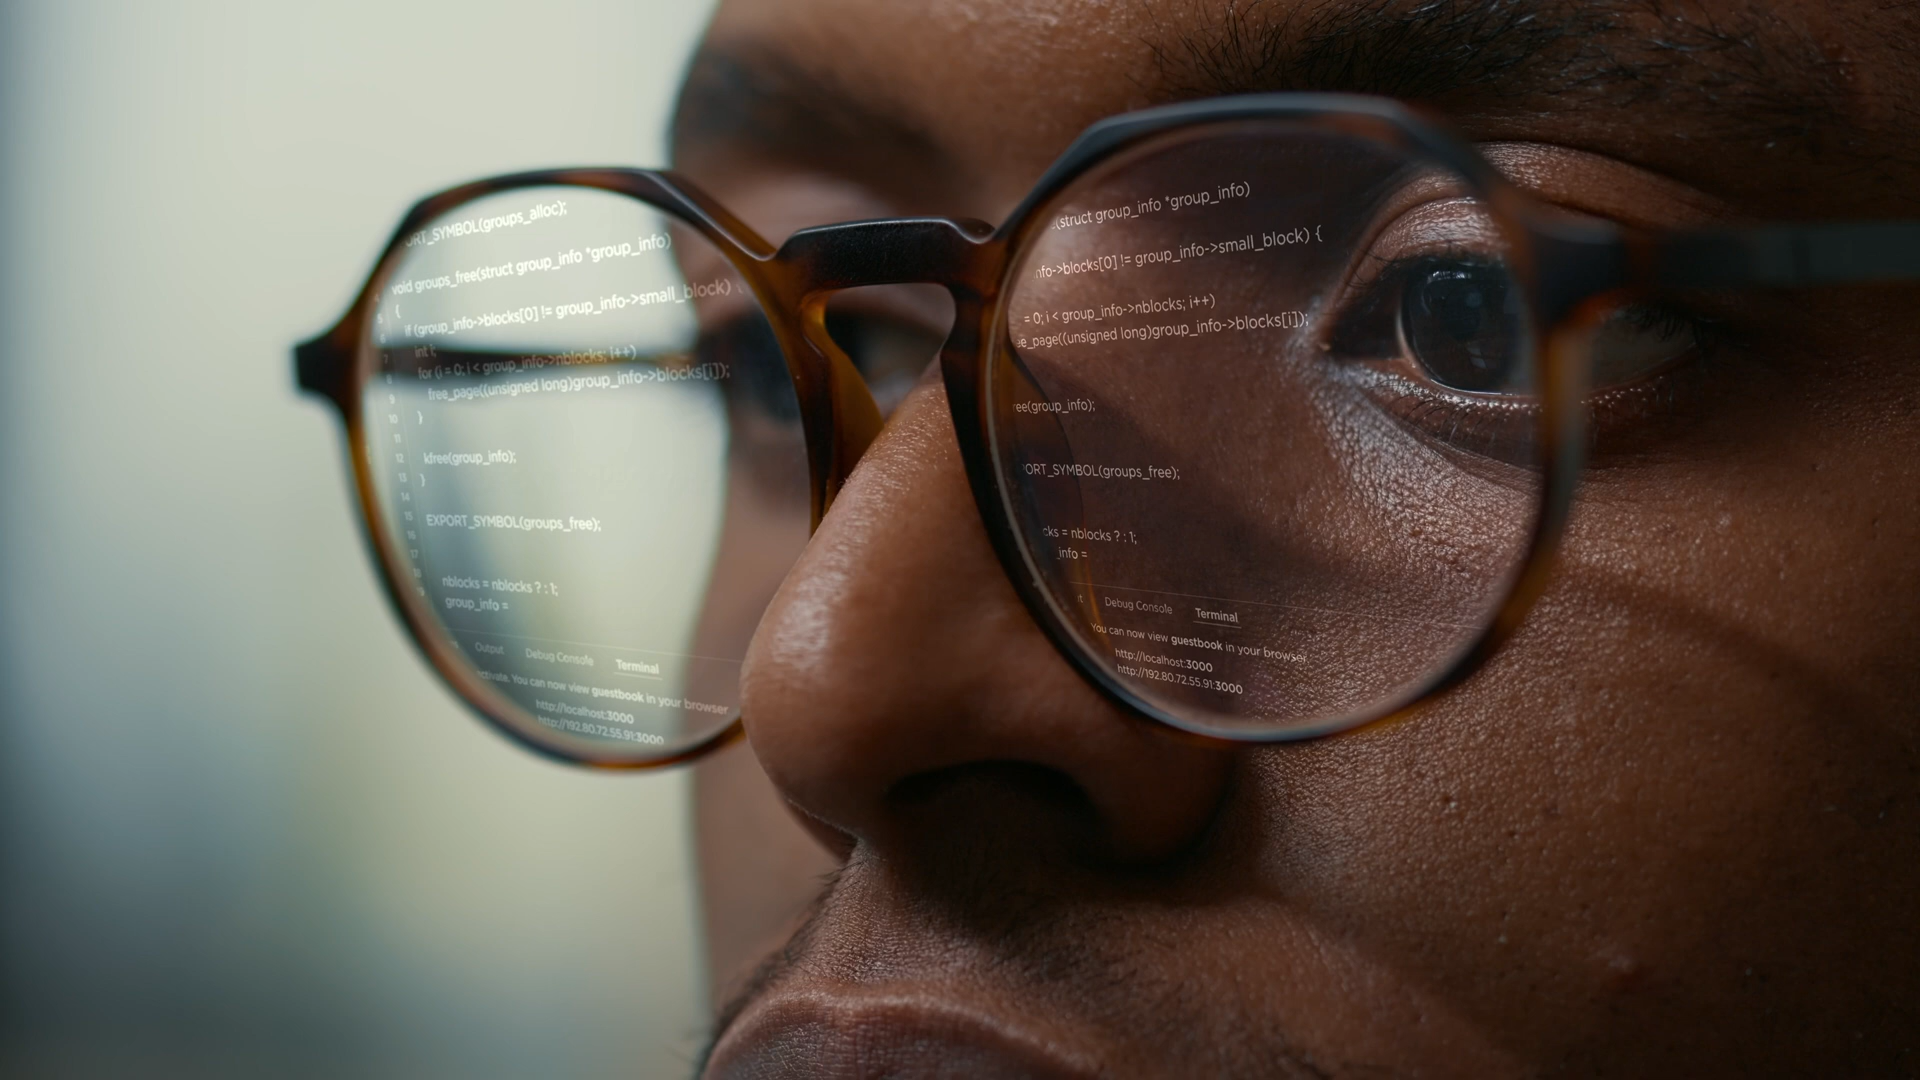 ORT_SYMBOL(groups_alloc);
void groups_free(struct group_info *group_info)
{
if (group_info->blocks[0] != group_info->small_block) {
int i;
for (i = 0; i < group_info->nblocks; i++)
free_page((unsigned long)group_info->blocks[i]);
}
kfree(group_info);
}
EXPORT_SYMBOL(groups_free);
nblocks = nblocks ? : 1;
group_info =
Output Debug Console Terminal
You can now view guestbook in your browser
http://localhost:3000
http://192.80.72.55.91:3000
(struct group_info *group_info)
nfo->blocks[0] != group_info->small_block) {
= 0; i < group_info->nblocks; i++)
ee_page((unsigned long)group_info->blocks[i]);
ree(group_info);
ORT_SYMBOL(groups_free);
cks = nblocks ? : 1;
_info =
t Debug Console Terminal
You can now view guestbook in your browser
http://localhost:3000
http://192.80.72.55.91:3000